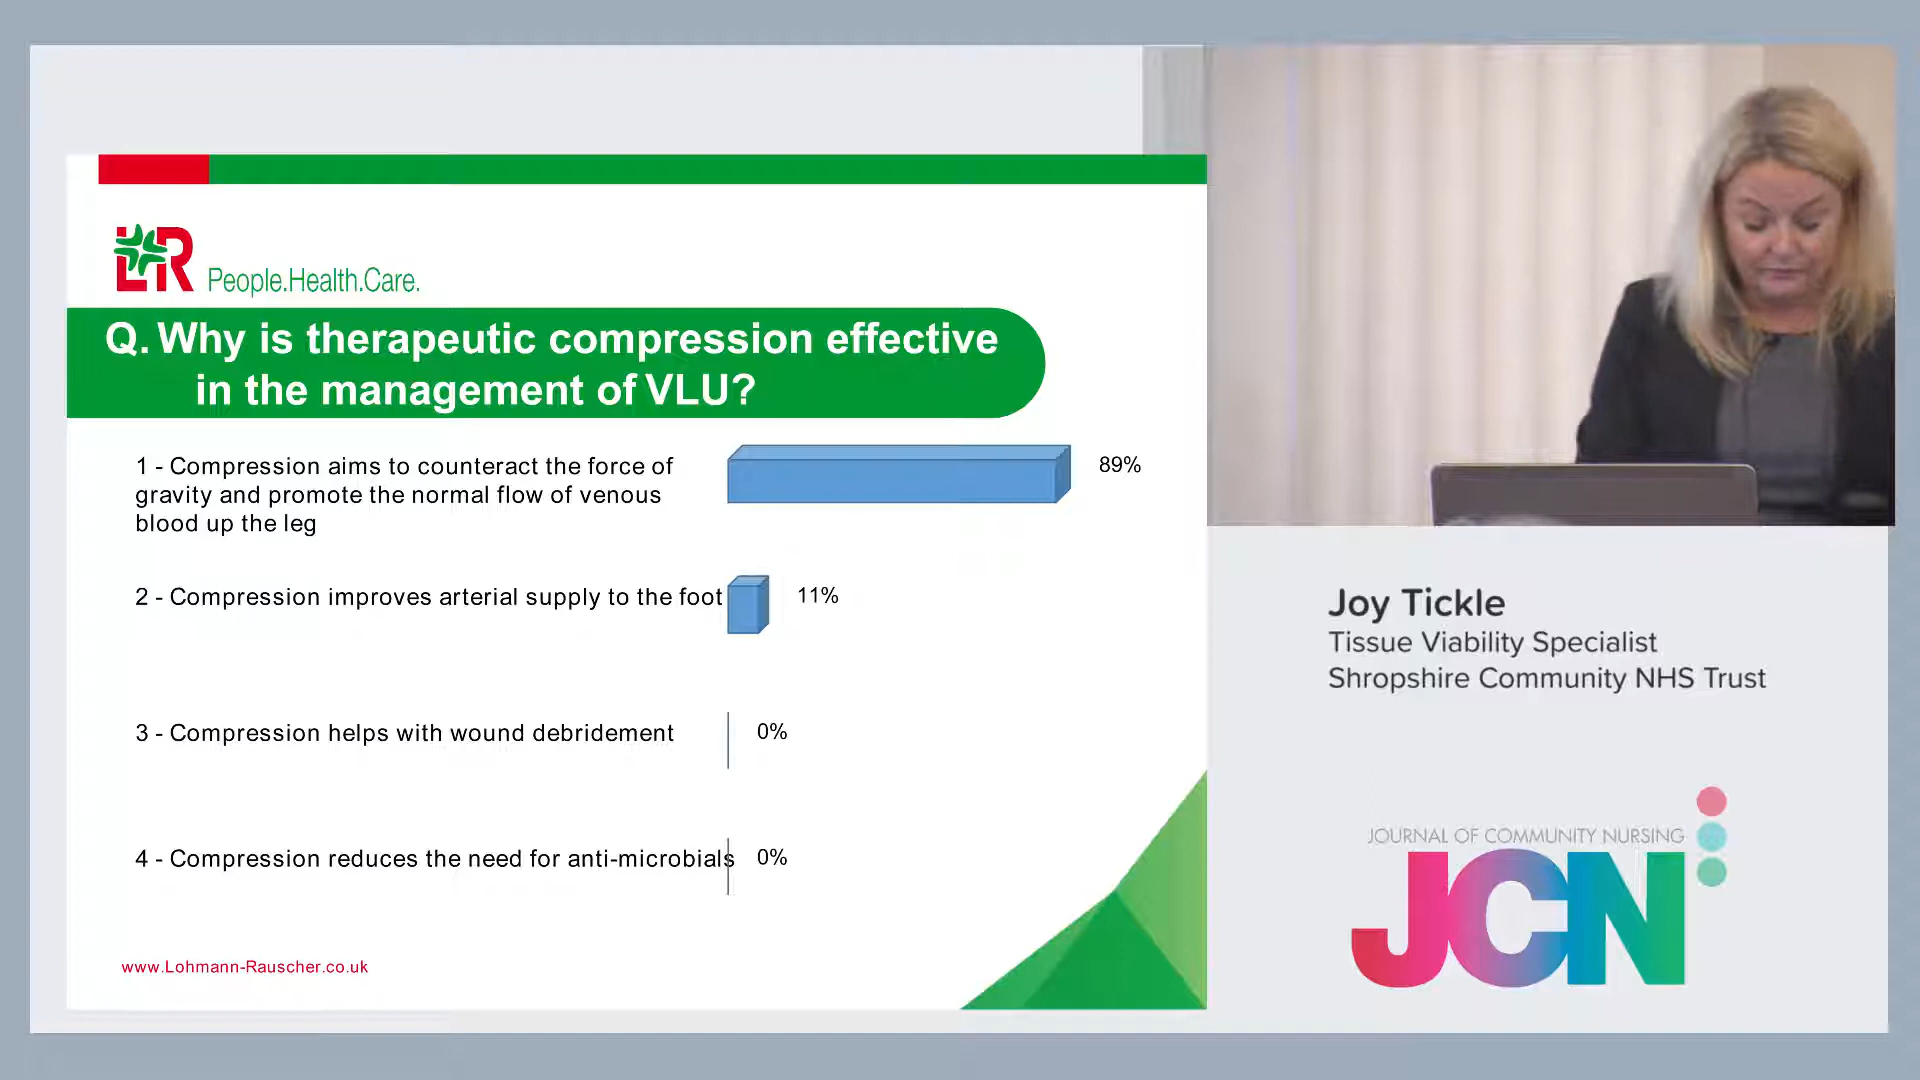 L&R People.Health.Care.
Q. Why is therapeutic compression effective
in the management of VLU?
1 - Compression aims to counteract the force of
gravity and promote the normal flow of venous
blood up the leg
89%
2 - Compression improves arterial supply to the foot
11%
3 - Compression helps with wound debridement
0%
4 - Compression reduces the need for anti-microbials
0%
www.Lohmann-Rauscher.co.uk
Joy Tickle
Tissue Viability Specialist
Shropshire Community NHS Trust
JOURNAL OF COMMUNITY NURSING
JCN